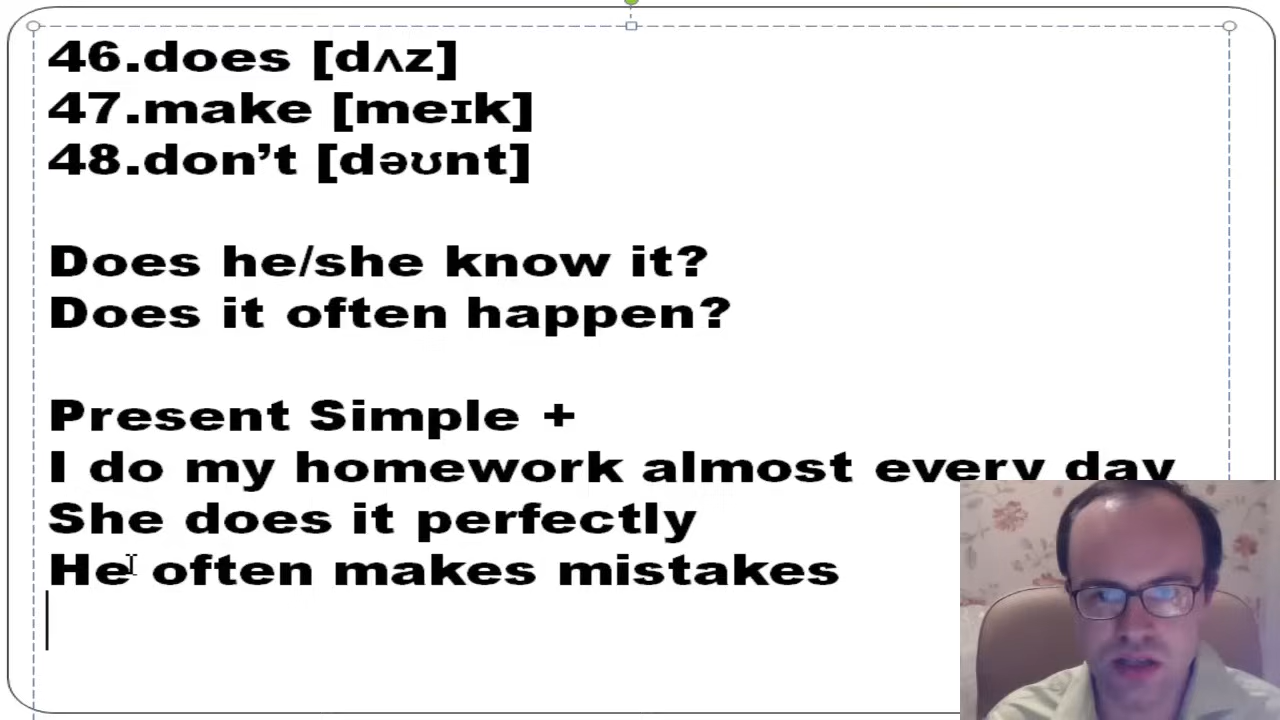 46.does [dʌz]
47.make [meɪk]
48.don’t [dəʊnt]
Does he/she know it?
Does it often happen?
Present Simple +
I do my homework almost every day
She does it perfectly
He often makes mistakes